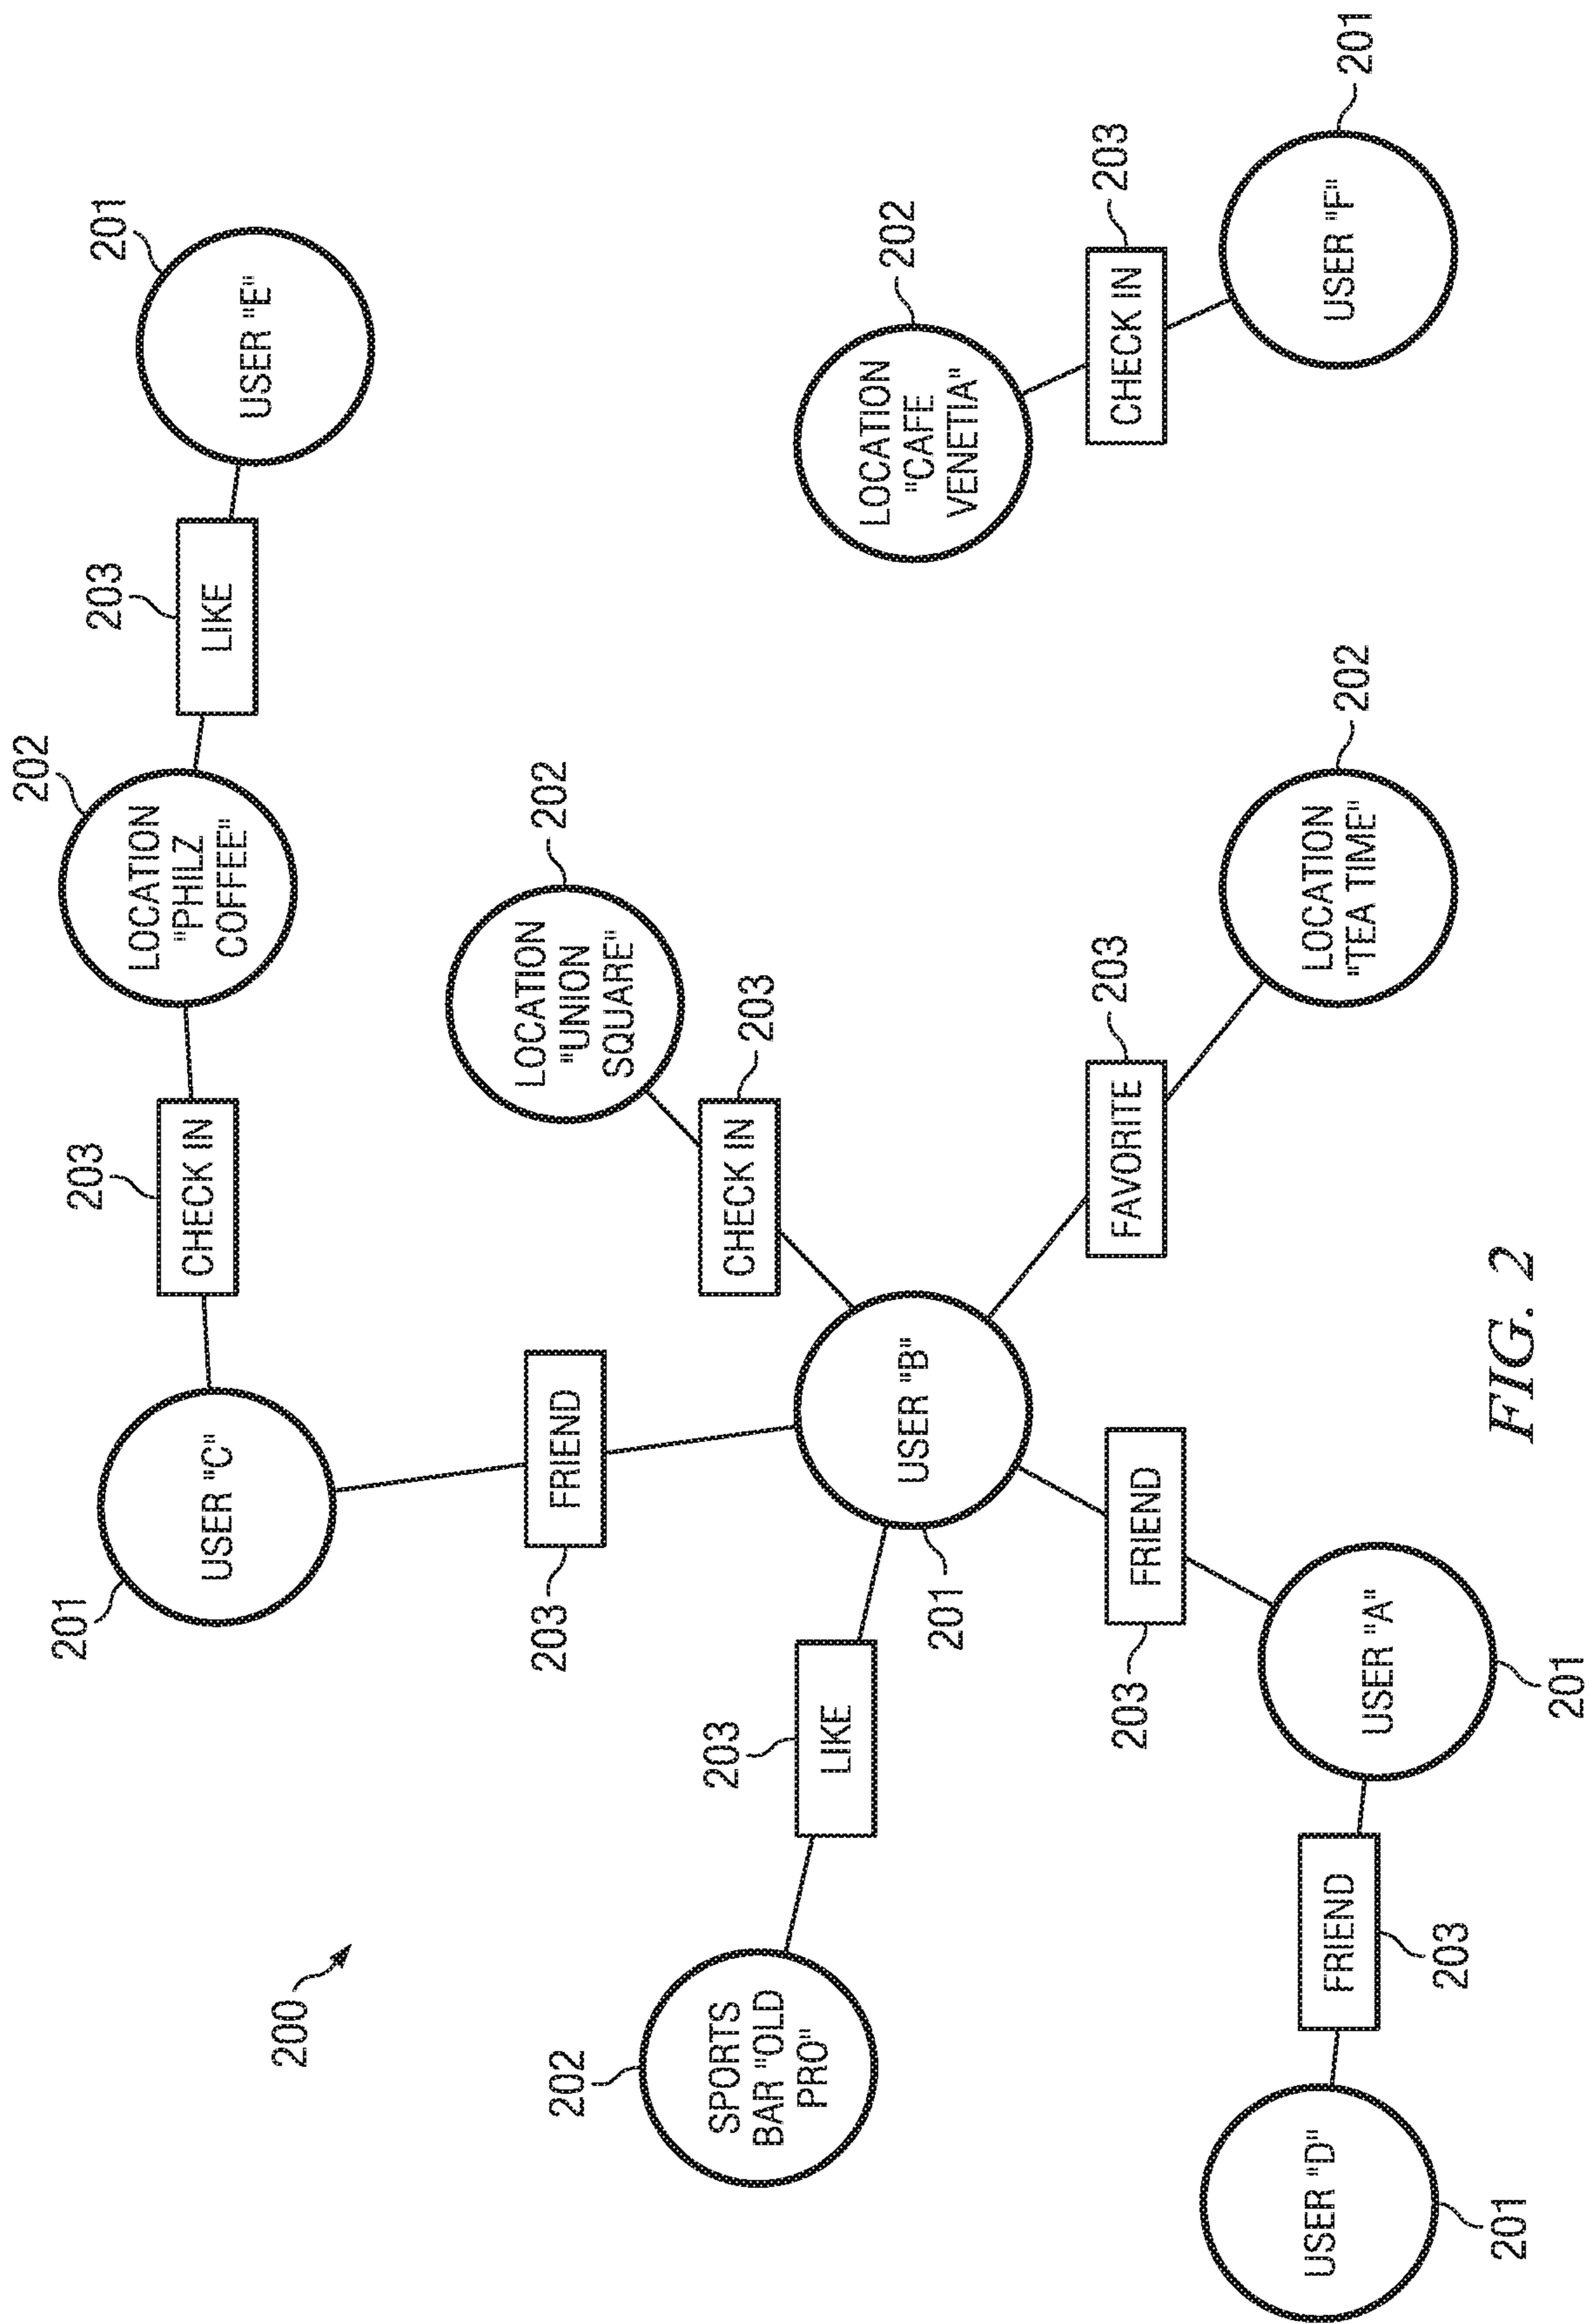 200
201
USER "C"
203
CHECK IN
202
LOCATION
"PHILZ
COFFEE"
203
LIKE
201
USER "E"
203
FRIEND
202
LOCATION
"UNION
SQUARE"
CHECK IN
203
202
SPORTS
BAR "OLD
PRO"
203
LIKE
USER "B"
201
202
LOCATION
"CAFE
VENETIA"
CHECK IN
203
FRIEND
203
FAVORITE
203
USER "D"
201
FRIEND
203
USER "A"
201
LOCATION
"TEA TIME"
202
USER "F"
201
FIG. 2